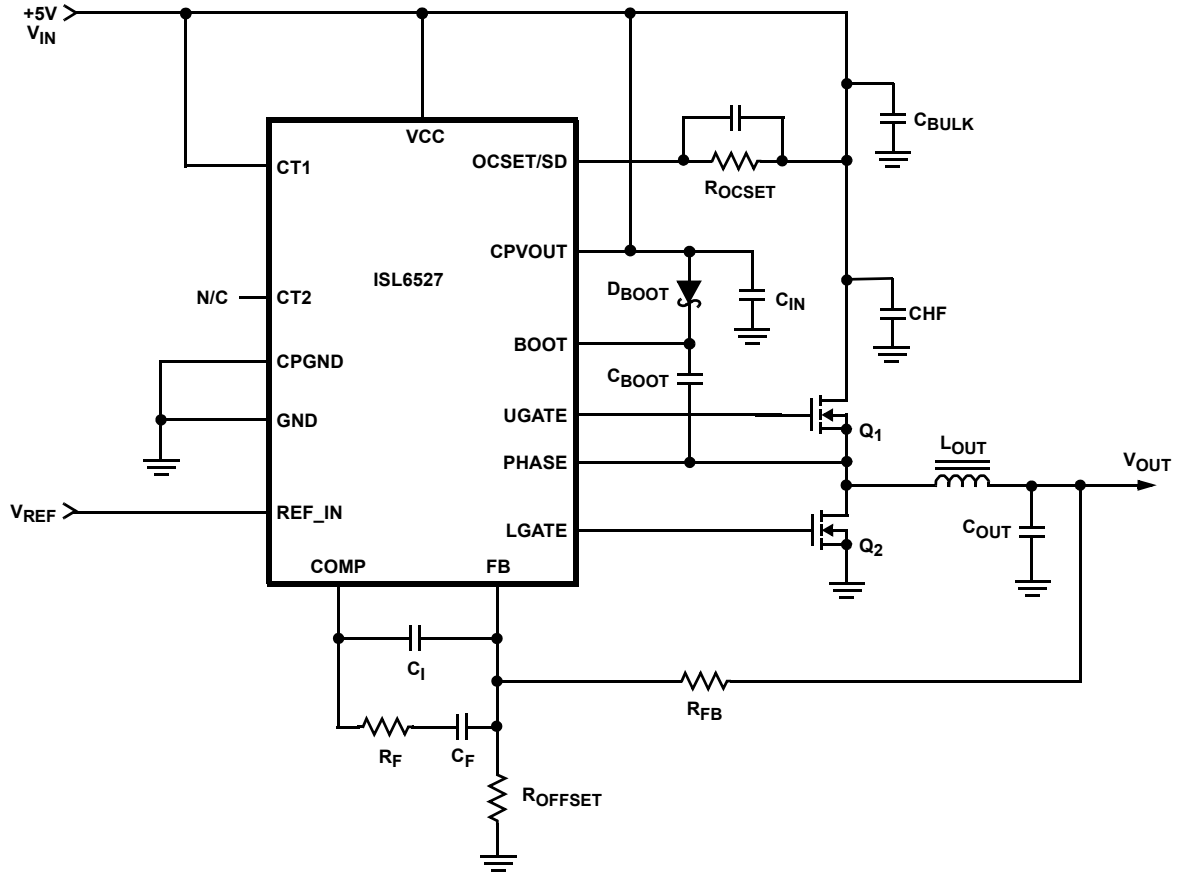 +5V
VIN
VCC
CT1
OCSET/SD
ROCSET
CBULK
CPVOUT
ISL6527
DBOOT
CIN
N/C
CT2
CHF
BOOT
CPGND
CBOOT
GND
UGATE
Q1
PHASE
LOUT
VOUT
VREF
REF_IN
LGATE
Q2
COUT
COMP
FB
CI
RFB
RF
CF
ROFFSET